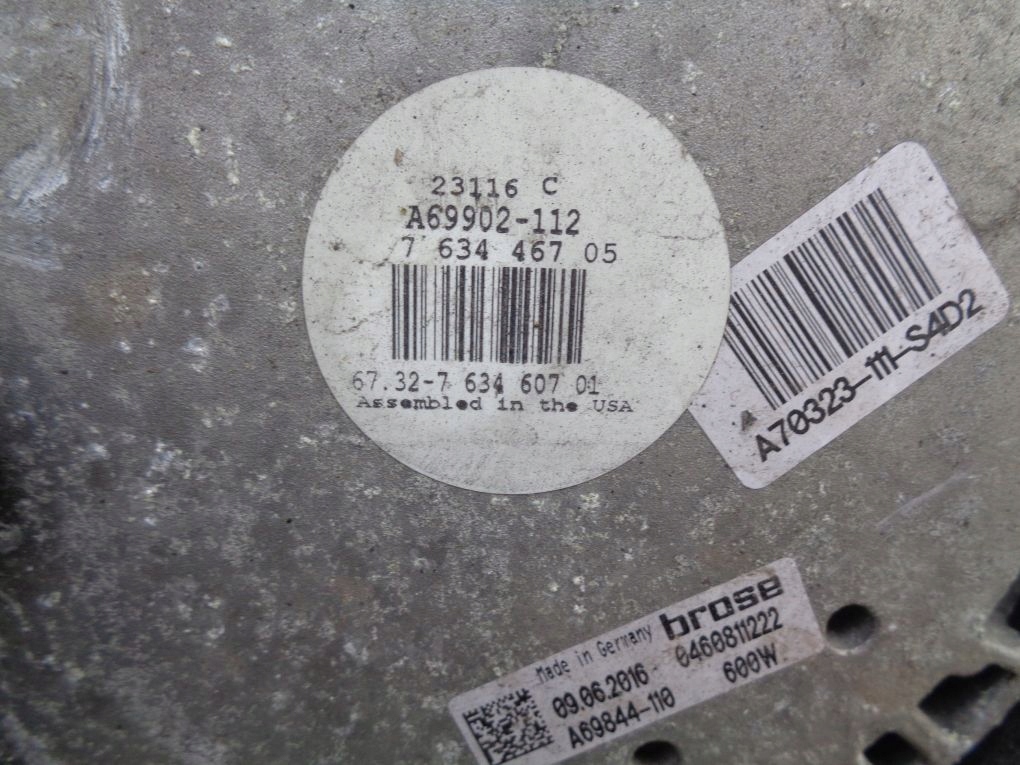 23116 C
A69902-112
7 634 467 05
67.32-7 634 607 01
Assembled in the USA
A
A70323-111-S4D2
Made in Germany brose
09.06.2016 0460811222
A69844-110 600W